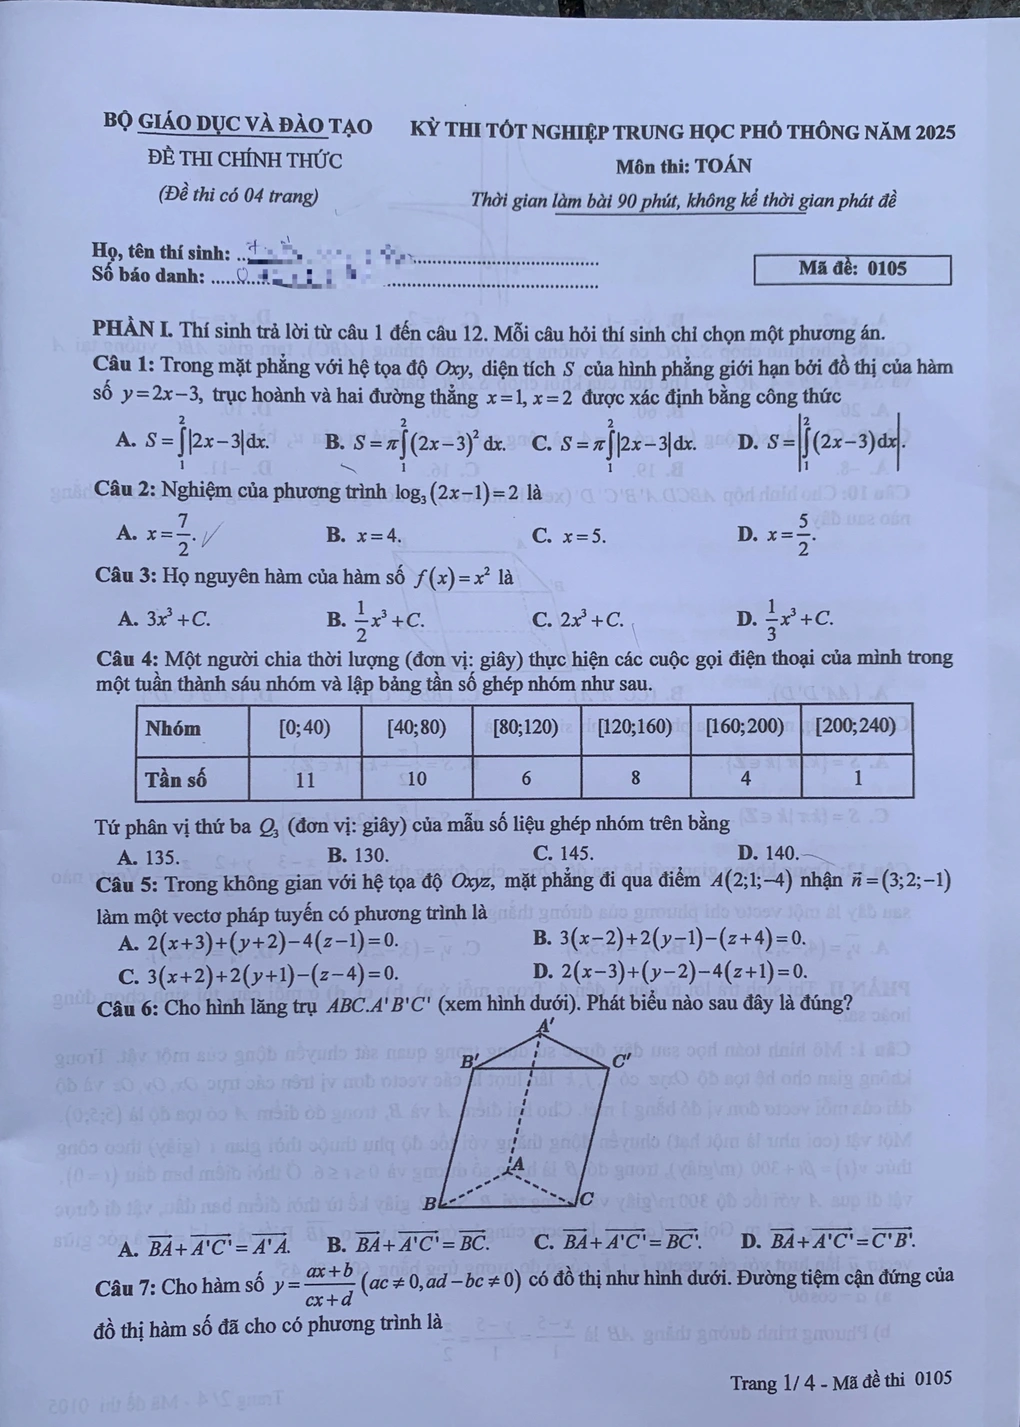 BỘ GIÁO DỤC VÀ ĐÀO TẠO
KỲ THI TỐT NGHIỆP TRUNG HỌC PHỔ THÔNG NĂM 2025
ĐỀ THI CHÍNH THỨC
Môn thi: TOÁN
(Đề thi có 04 trang)
Thời gian làm bài 90 phút, không kể thời gian phát đề
Họ, tên thí sinh:
Số báo danh:
Mã đề: 0105
PHẦN I. Thí sinh trả lời từ câu 1 đến câu 12. Mỗi câu hỏi thí sinh chỉ chọn một phương án.
Câu 1: Trong mặt phẳng với hệ tọa độ Oxy, diện tích S của hình phẳng giới hạn bởi đồ thị của hàm
số y=2x−3, trục hoành và hai đường thẳng x=1, x=2 được xác định bằng công thức
A. S=∫₁²|2x−3|dx. B. S=π∫₁²(2x−3)² dx. C. S=π∫₁²|2x−3|dx. D. S=|∫₁²(2x−3)dx|.
Câu 2: Nghiệm của phương trình log₃(2x−1)=2 là
A. x=7/2. B. x=4. C. x=5. D. x=5/2.
Câu 3: Họ nguyên hàm của hàm số f(x)=x² là
A. 3x³+C. B. 1/2x³+C. C. 2x³+C. D. 1/3x³+C.
Câu 4: Một người chia thời lượng (đơn vị: giây) thực hiện các cuộc gọi điện thoại của mình trong
một tuần thành sáu nhóm và lập bảng tần số ghép nhóm như sau.
Nhóm [0;40) [40;80) [80;120) [120;160) [160;200) [200;240)
Tần số 11 10 6 8 4 1
Tứ phân vị thứ ba Q₃ (đơn vị: giây) của mẫu số liệu ghép nhóm trên bằng
A. 135. B. 130. C. 145. D. 140.
Câu 5: Trong không gian với hệ tọa độ Oxyz, mặt phẳng đi qua điểm A(2;1;−4) nhận n⃗=(3;2;−1)
làm một vectơ pháp tuyến có phương trình là
A. 2(x+3)+(y+2)−4(z−1)=0. B. 3(x−2)+2(y−1)−(z+4)=0.
C. 3(x+2)+2(y+1)−(z−4)=0. D. 2(x−3)+(y−2)−4(z+1)=0.
Câu 6: Cho hình lăng trụ ABC.A'B'C' (xem hình dưới). Phát biểu nào sau đây là đúng?
A'
B' C'
A
B C
A. BA⃗+A'C'⃗=A'A⃗. B. BA⃗+A'C'⃗=BC⃗. C. BA⃗+A'C'⃗=BC'⃗. D. BA⃗+A'C'⃗=C'B'⃗.
Câu 7: Cho hàm số y=(ax+b)/(cx+d) (ac≠0, ad−bc≠0) có đồ thị như hình dưới. Đường tiệm cận đứng của
đồ thị hàm số đã cho có phương trình là
Trang 1/ 4 - Mã đề thi 0105